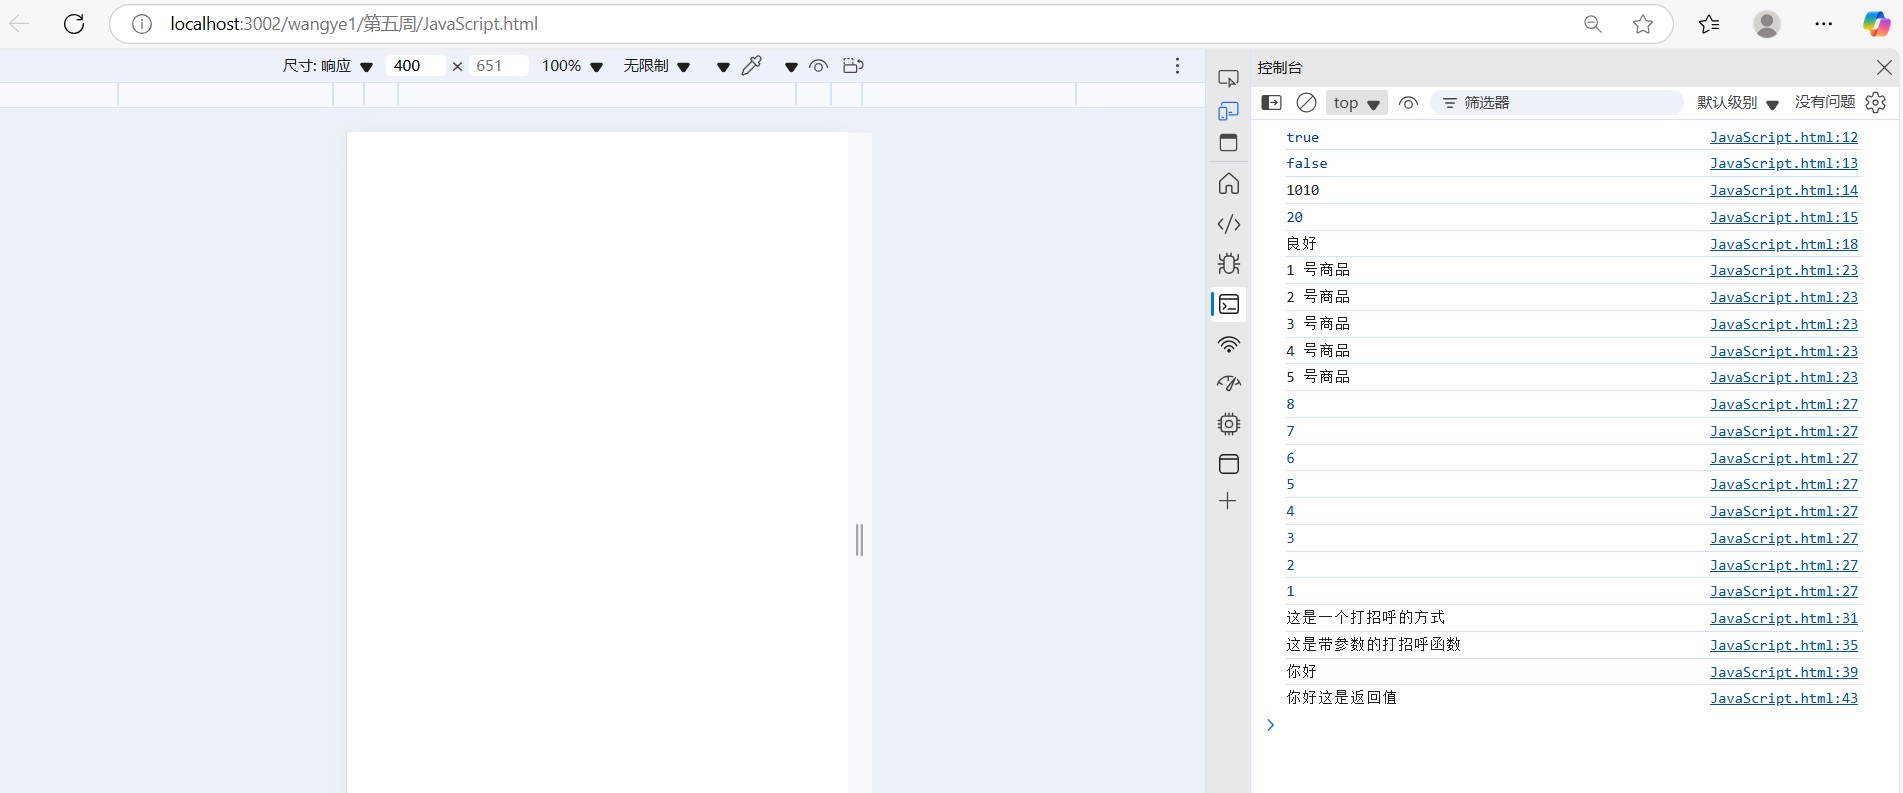 localhost:3002/wangye1/第五周/JavaScript.html
尺寸: 响应 400 × 651 100% 无限制
控制台
top 筛选器 默认级别 没有问题
true JavaScript.html:12
false JavaScript.html:13
1010 JavaScript.html:14
20 JavaScript.html:15
良好 JavaScript.html:18
1 号商品 JavaScript.html:23
2 号商品 JavaScript.html:23
3 号商品 JavaScript.html:23
4 号商品 JavaScript.html:23
5 号商品 JavaScript.html:23
8 JavaScript.html:27
7 JavaScript.html:27
6 JavaScript.html:27
5 JavaScript.html:27
4 JavaScript.html:27
3 JavaScript.html:27
2 JavaScript.html:27
1 JavaScript.html:27
这是一个打招呼的方式 JavaScript.html:31
这是带参数的打招呼函数 JavaScript.html:35
你好 JavaScript.html:39
你好这是返回值 JavaScript.html:43